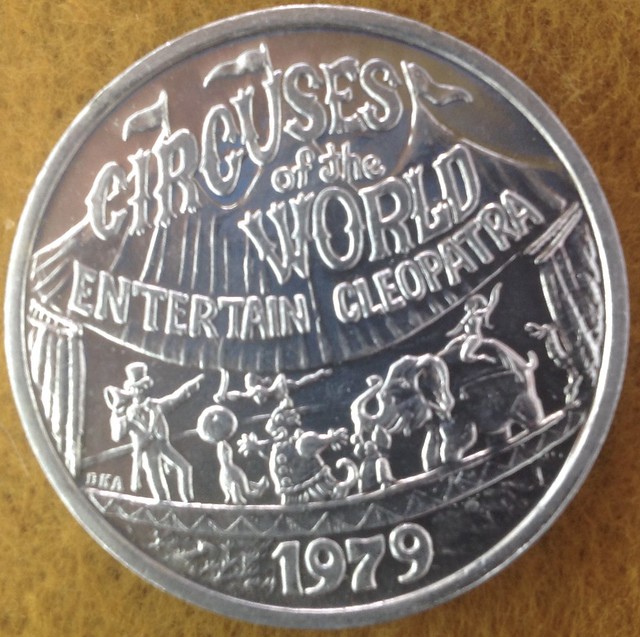 CIRCUSES
of the
WORLD
ENTERTAIN CLEOPATRA
BKA
1979